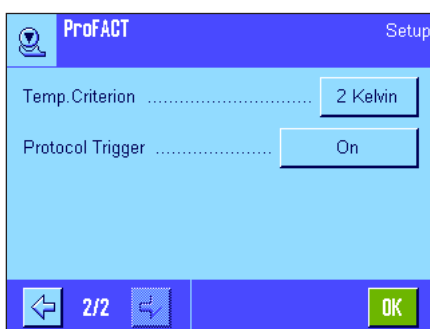 ProFACT
Setup
Temp.Criterion ................................ 2 Kelvin
Protocol Trigger ....................... On
2/2
OK